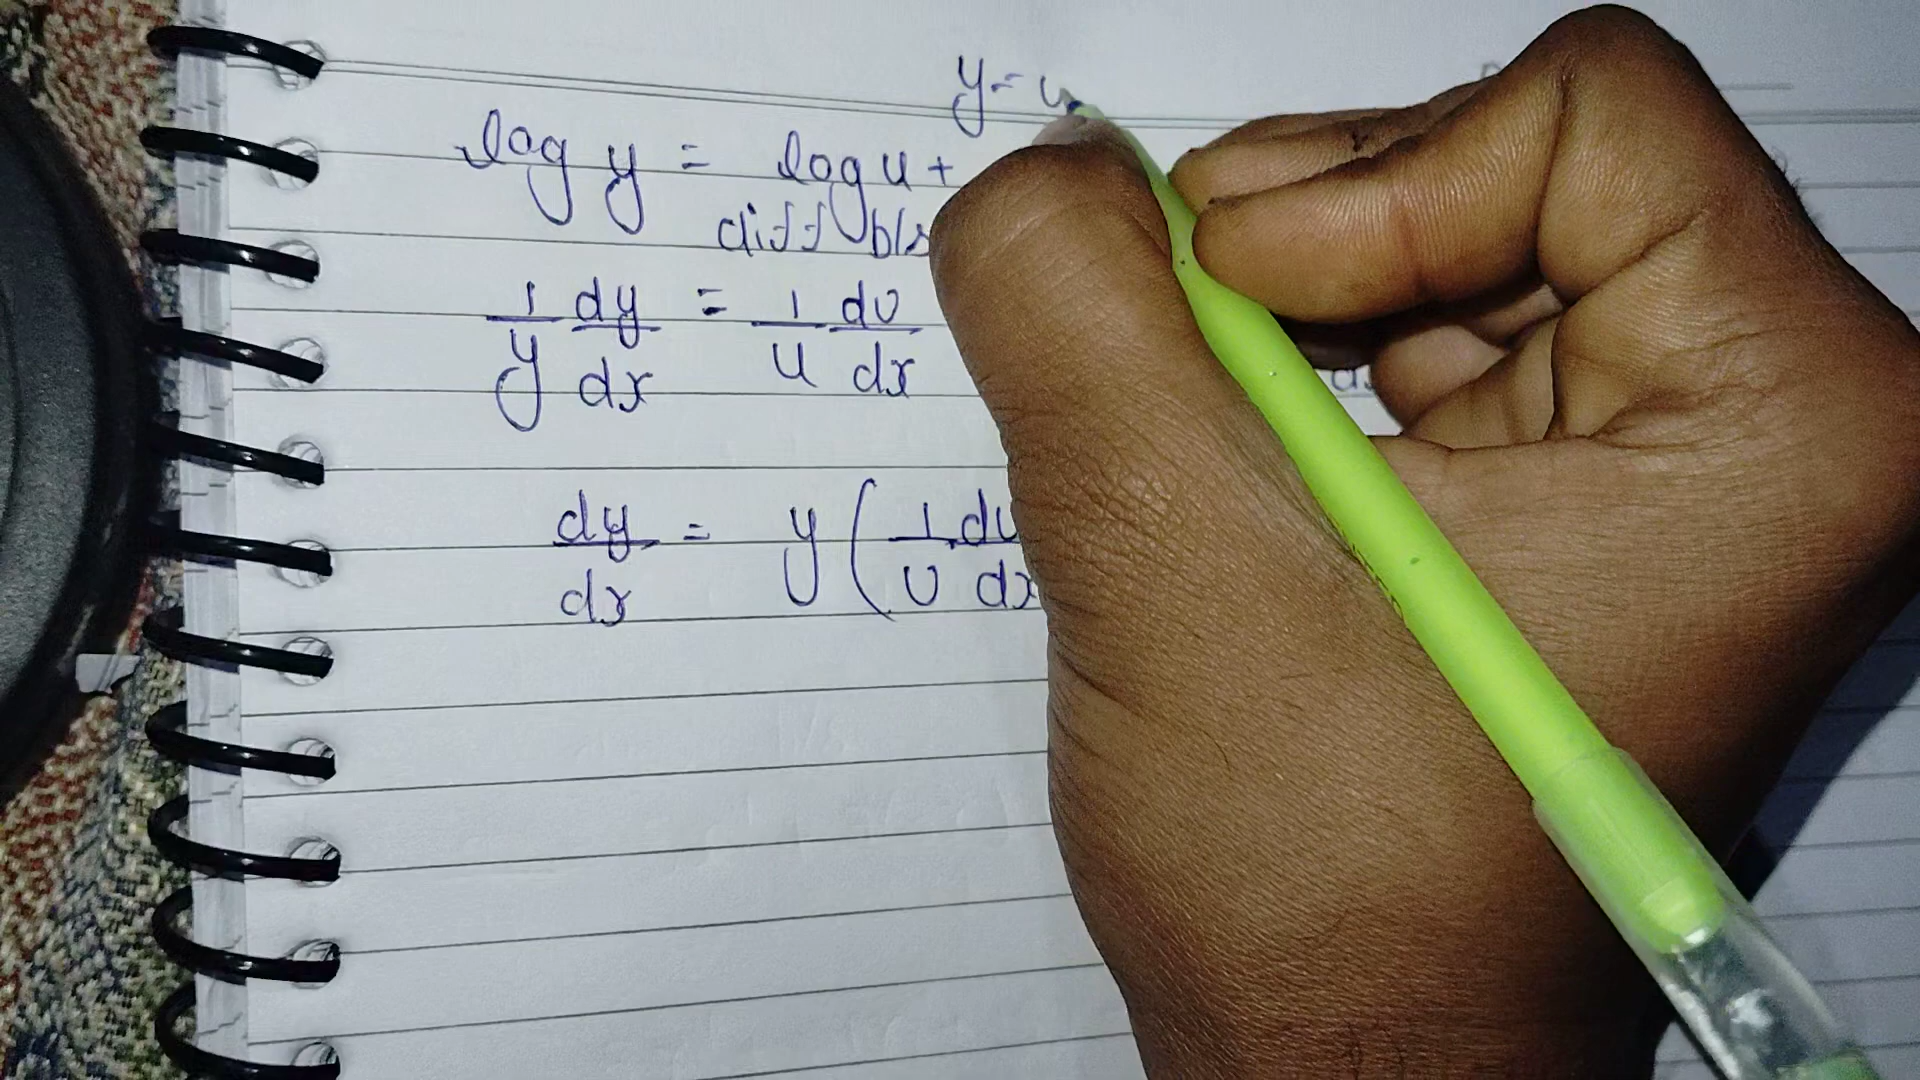 y = u
log y = log u +
diff b/s
1/y dy/dx = 1/u du/dx
dy/dx = y ( 1/u du/dx